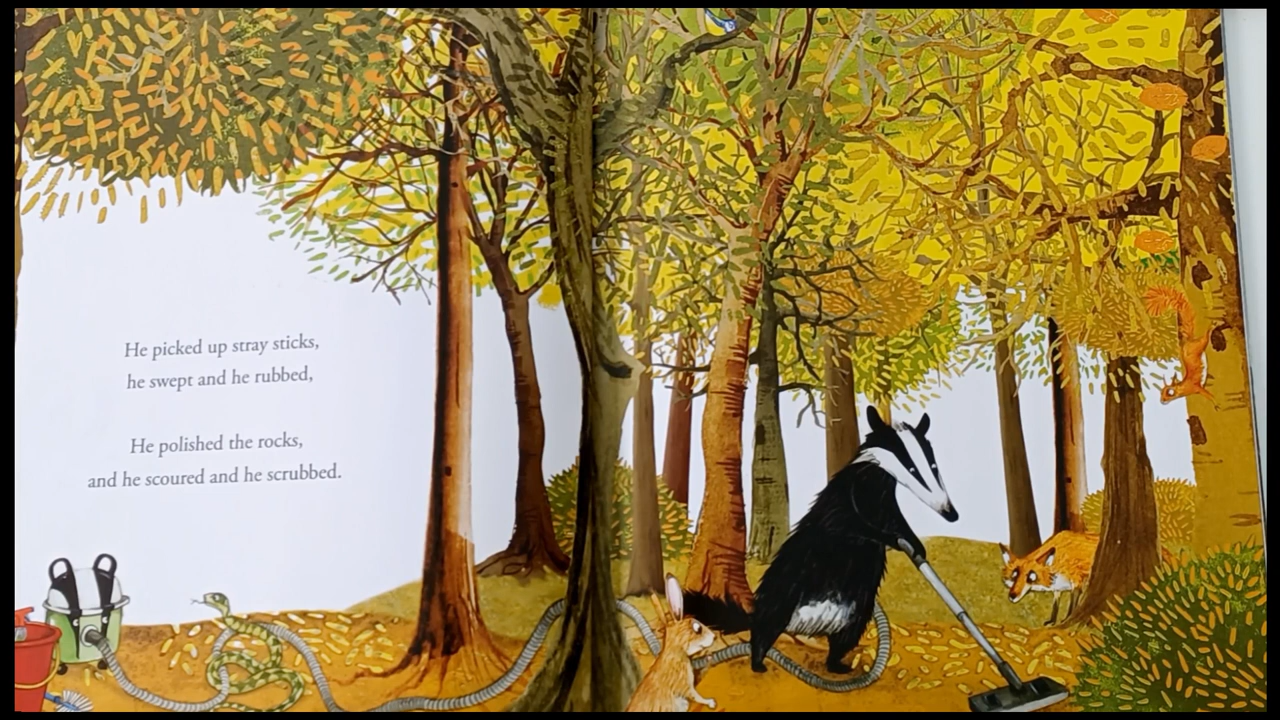 He picked up stray sticks,
he swept and he rubbed,
He polished the rocks,
and he scoured and he scrubbed.